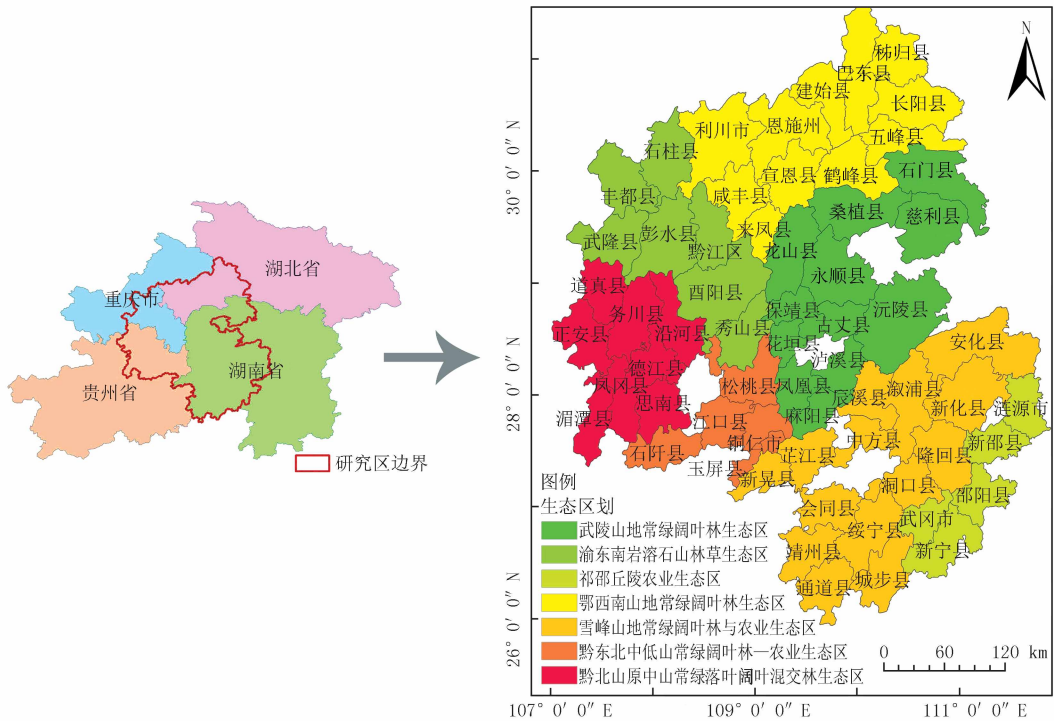 湖北省
重庆市
湖南省
贵州省
研究区边界
N
秭归县
巴东县
建始县
长阳县
利川市
恩施州
五峰县
石柱县
石门县
宣恩县
鹤峰县
咸丰县
丰都县
桑植县
慈利县
来凤县
彭水县
武隆县
黔江区
龙山县
永顺县
道真县
酉阳县
务川县
保靖县
沅陵县
古丈县
秀山县
正安县
沿河县
花垣县
安化县
泸溪县
德江县
凤冈县
松桃县
凤凰县
溆浦县
辰溪县
思南县
新化县
涟源市
湄潭县
江口县
麻阳县
铜仁市
中方县
新邵县
石阡县
芷江县
隆回县
玉屏县
新晃县
洞口县
邵阳县
会同县
武冈市
绥宁县
靖州县
新宁县
城步县
通道县
图例
生态区划
武陵山地常绿阔叶林生态区
渝东南岩溶石山林草生态区
祁邵丘陵农业生态区
鄂西南山地常绿阔叶林生态区
雪峰山地常绿阔叶林与农业生态区
黔东北中低山常绿阔叶林—农业生态区
黔北山原中山常绿落叶阔叶混交林生态区
0 60 120 km
30° 0′ 0″ N
28° 0′ 0″ N
26° 0′ 0″ N
107° 0′ 0″ E
109° 0′ 0″ E
111° 0′ 0″ E